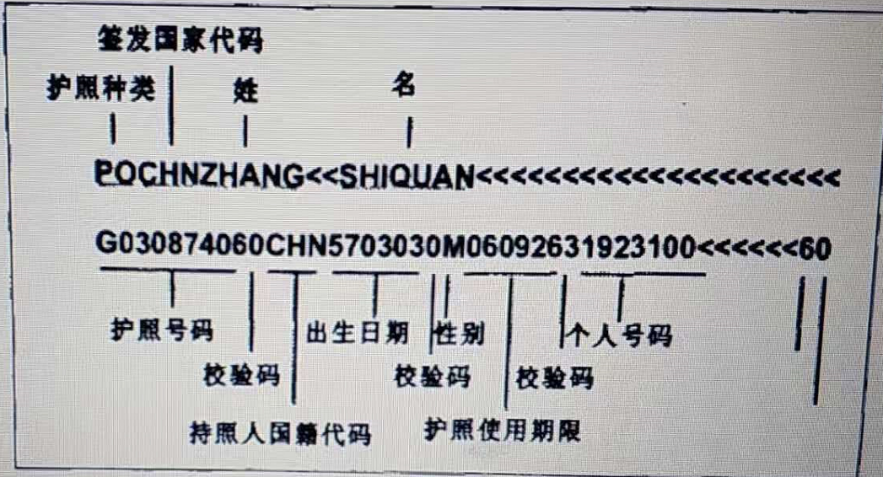 签发国家代码
护照种类 姓 名
POCHNZHANG<<SHIQUAN<<<<<<<<<<<<<<<<<<<<<
G030874060CHN5703030M06092631923100<<<<<<60
护照号码 出生日期 性别 个人号码
校验码 校验码 校验码
持照人国籍代码 护照使用期限